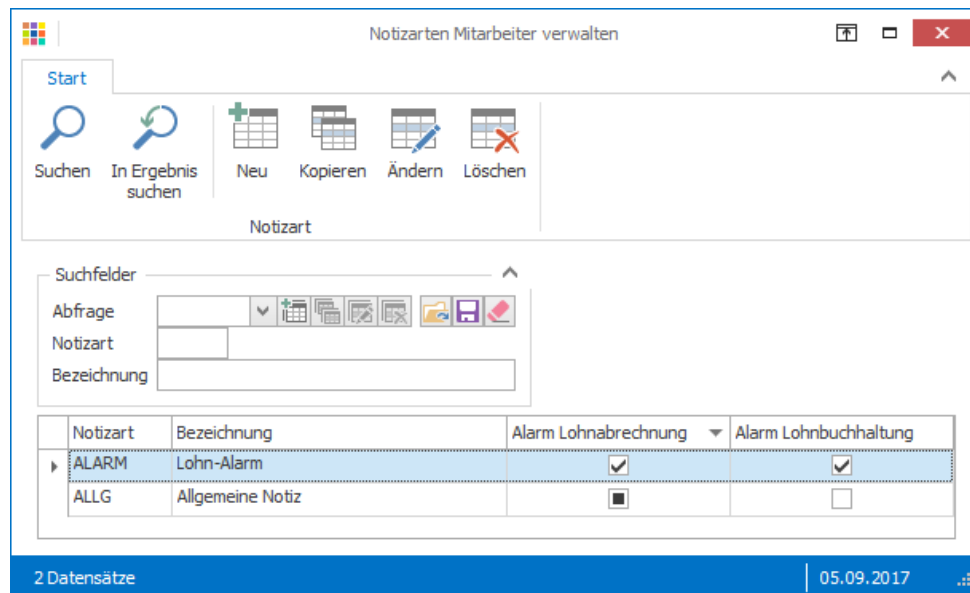 Notizarten Mitarbeiter verwalten
Start
Suchen In Ergebnis suchen Neu Kopieren Ändern Löschen
Notizart
Suchfelder
Abfrage
Notizart
Bezeichnung
Notizart Bezeichnung Alarm Lohnabrechnung Alarm Lohnbuchhaltung
ALARM Lohn-Alarm
ALLG Allgemeine Notiz
2 Datensätze 05.09.2017